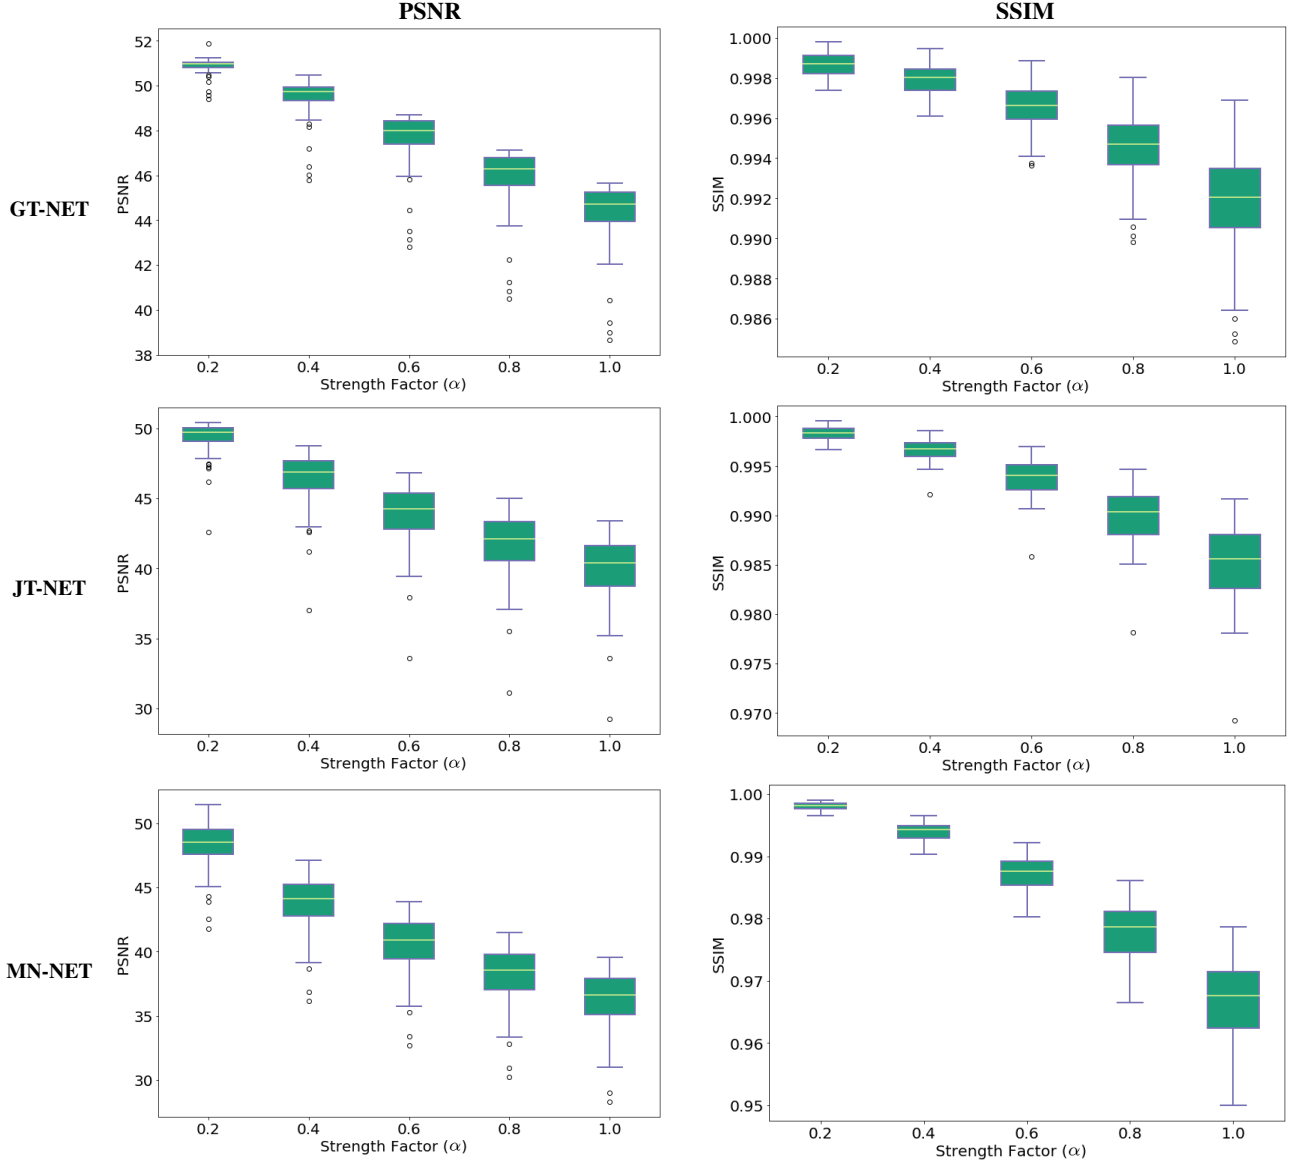 PSNR
SSIM
GT-NET
52
50
48
46
44
42
40
38
PSNR
0.2 0.4 0.6 0.8 1.0
Strength Factor (α)
1.000
0.998
0.996
0.994
0.992
0.990
0.988
0.986
SSIM
0.2 0.4 0.6 0.8 1.0
Strength Factor (α)
JT-NET
50
45
40
35
30
PSNR
0.2 0.4 0.6 0.8 1.0
Strength Factor (α)
1.000
0.995
0.990
0.985
0.980
0.975
0.970
SSIM
0.2 0.4 0.6 0.8 1.0
Strength Factor (α)
MN-NET
50
45
40
35
30
PSNR
0.2 0.4 0.6 0.8 1.0
Strength Factor (α)
1.00
0.99
0.98
0.97
0.96
0.95
SSIM
0.2 0.4 0.6 0.8 1.0
Strength Factor (α)